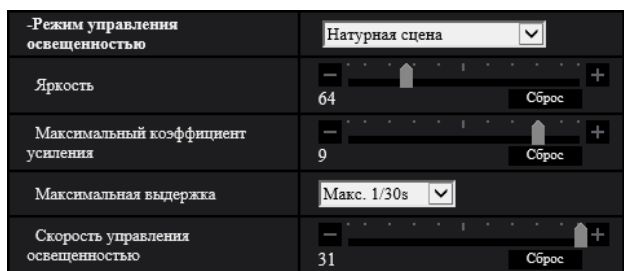 -Режим управления
освещенностью
Натурная сцена
Яркость
64
Сброс
Максимальный коэффициент
усиления
9
Сброс
Максимальная выдержка
Макс. 1/30s
Скорость управления
освещенностью
31
Сброс